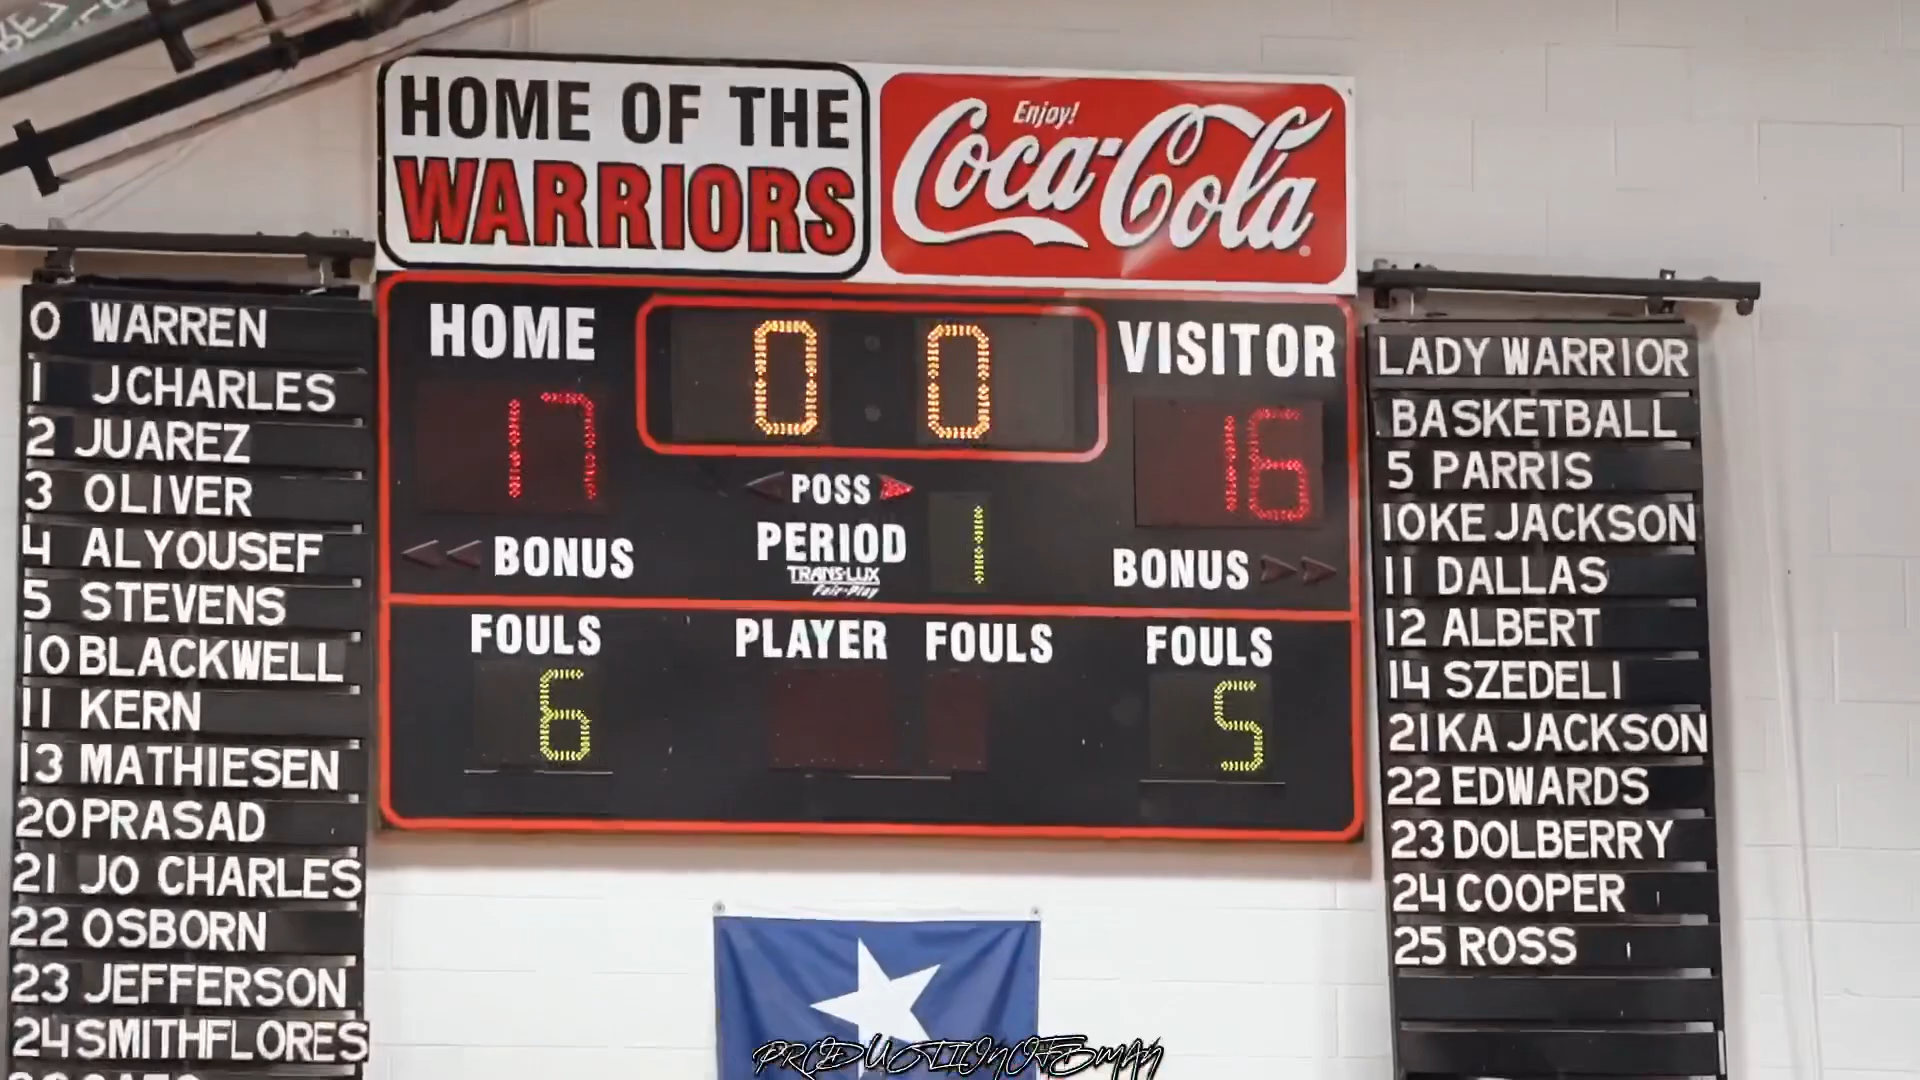 HOME OF THE
WARRIORS
Enjoy!
Coca-Cola
HOME
0 : 0
VISITOR
17
16
POSS
PERIOD 1
TRANS-LUX
Fair-Play
BONUS
BONUS
FOULS
PLAYER FOULS
FOULS
6
5
0 WARREN
1 JCHARLES
2 JUAREZ
3 OLIVER
4 ALYOUSEF
5 STEVENS
10 BLACKWELL
11 KERN
13 MATHIESEN
20 PRASAD
21 JO CHARLES
22 OSBORN
23 JEFFERSON
24 SMITHFLORES
LADY WARRIOR
BASKETBALL
5 PARRIS
10 KE JACKSON
11 DALLAS
12 ALBERT
14 SZEDELI
21 KA JACKSON
22 EDWARDS
23 DOLBERRY
24 COOPER
25 ROSS
PRODUCTIONOFBMAN